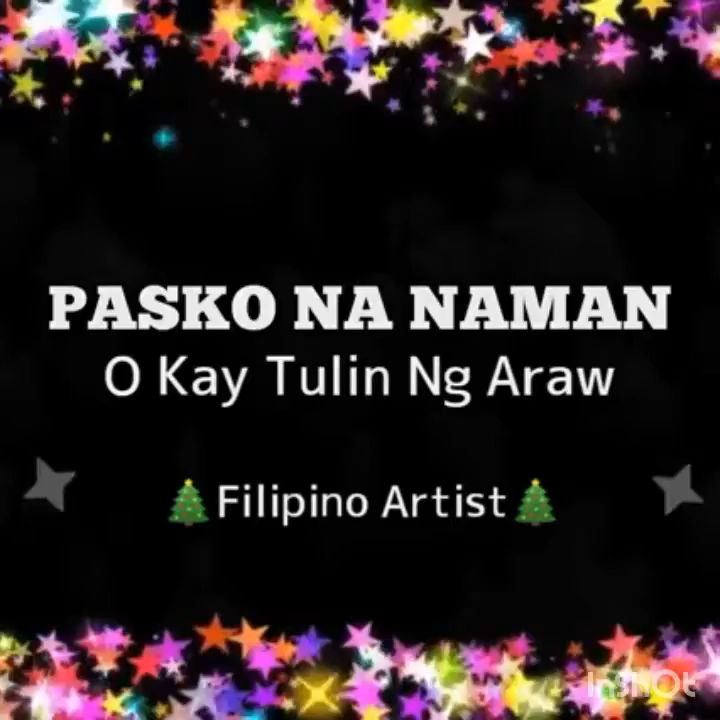 PASKO NA NAMAN
O Kay Tulin Ng Araw
🎄Filipino Artist🎄
InShOt